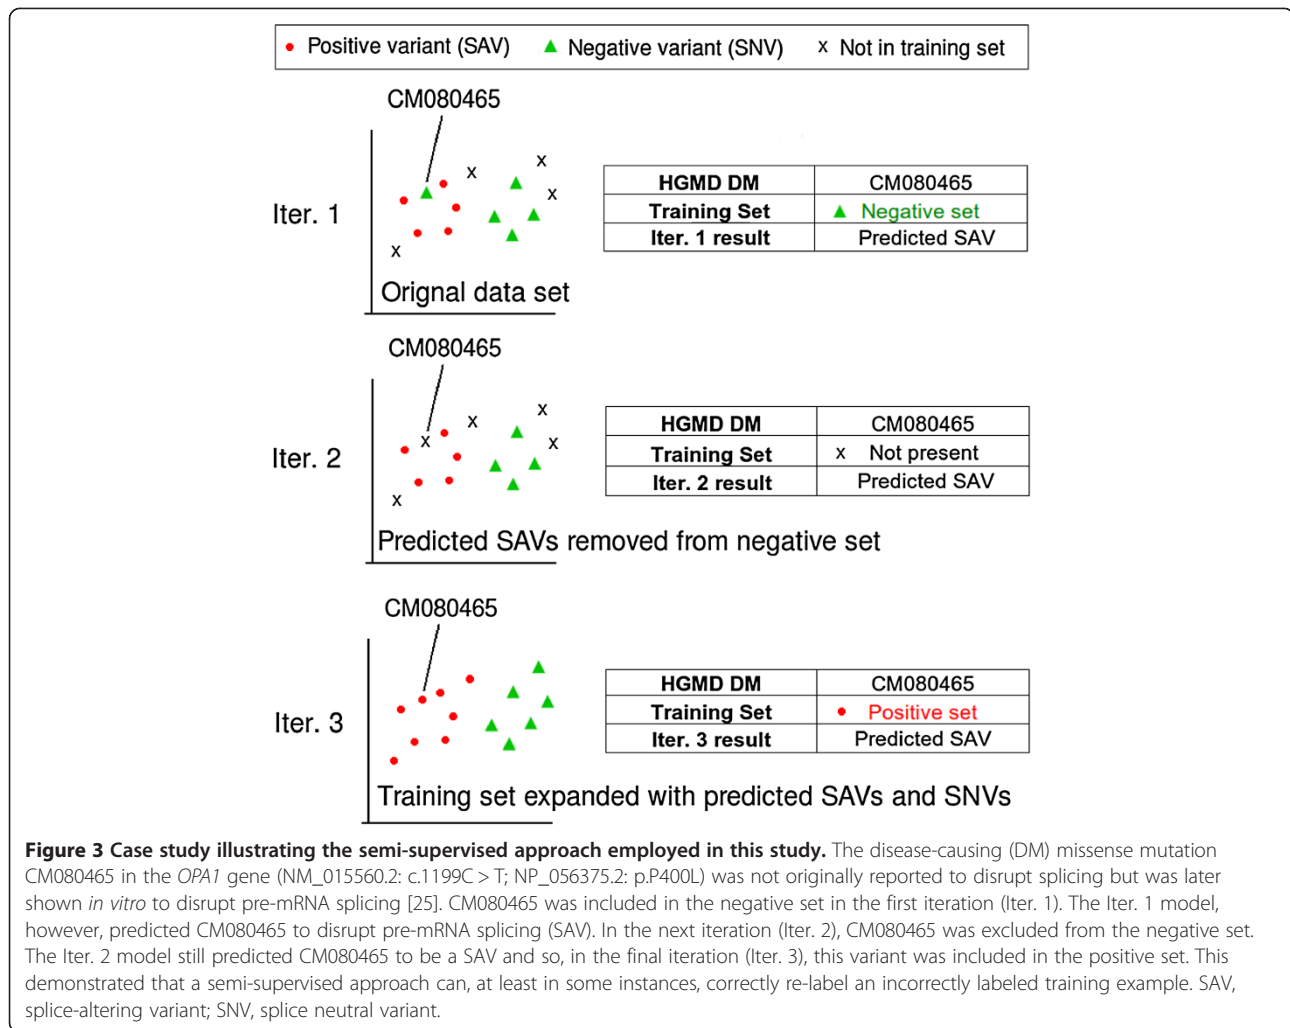 Positive variant (SAV) Negative variant (SNV) x Not in training set
CM080465
Iter. 1
HGMD DM CM080465
Training Set Negative set
Iter. 1 result Predicted SAV
Orignal data set
CM080465
Iter. 2
HGMD DM CM080465
Training Set x Not present
Iter. 2 result Predicted SAV
Predicted SAVs removed from negative set
CM080465
Iter. 3
HGMD DM CM080465
Training Set Positive set
Iter. 3 result Predicted SAV
Training set expanded with predicted SAVs and SNVs
Figure 3 Case study illustrating the semi-supervised approach employed in this study. The disease-causing (DM) missense mutation
CM080465 in the OPA1 gene (NM_015560.2: c.1199C > T; NP_056375.2: p.P400L) was not originally reported to disrupt splicing but was later
shown in vitro to disrupt pre-mRNA splicing [25]. CM080465 was included in the negative set in the first iteration (Iter. 1). The Iter. 1 model,
however, predicted CM080465 to disrupt pre-mRNA splicing (SAV). In the next iteration (Iter. 2), CM080465 was excluded from the negative set.
The Iter. 2 model still predicted CM080465 to be a SAV and so, in the final iteration (Iter. 3), this variant was included in the positive set. This
demonstrated that a semi-supervised approach can, at least in some instances, correctly re-label an incorrectly labeled training example. SAV,
splice-altering variant; SNV, splice neutral variant.